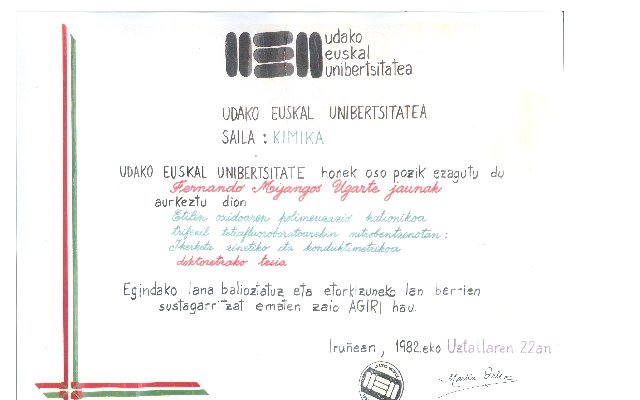 udako
euskal
unibertsitatea
UDAKO EUSKAL UNIBERTSITATEA
SAILA : KIMIKA
UDAKO EUSKAL UNIBERTSITATE honek oso pozik ezagutu du
Fernando Mijangos Ugarte jaunak
aurkeztu dion
Etilen oxidoaren polimerizazio kationikoa
trifenil tetrafluoroboratoarekin nitrobentzenotan :
Ikerketa zinetiko eta konduktimetrikoa
doktoretzako tesia
Egindako lana balioztatuz eta etorkizuneko lan berrien
sustagarritzat ematen zaio AGIRI hau.
Iruñean, 1982.eko Uztailaren 22an